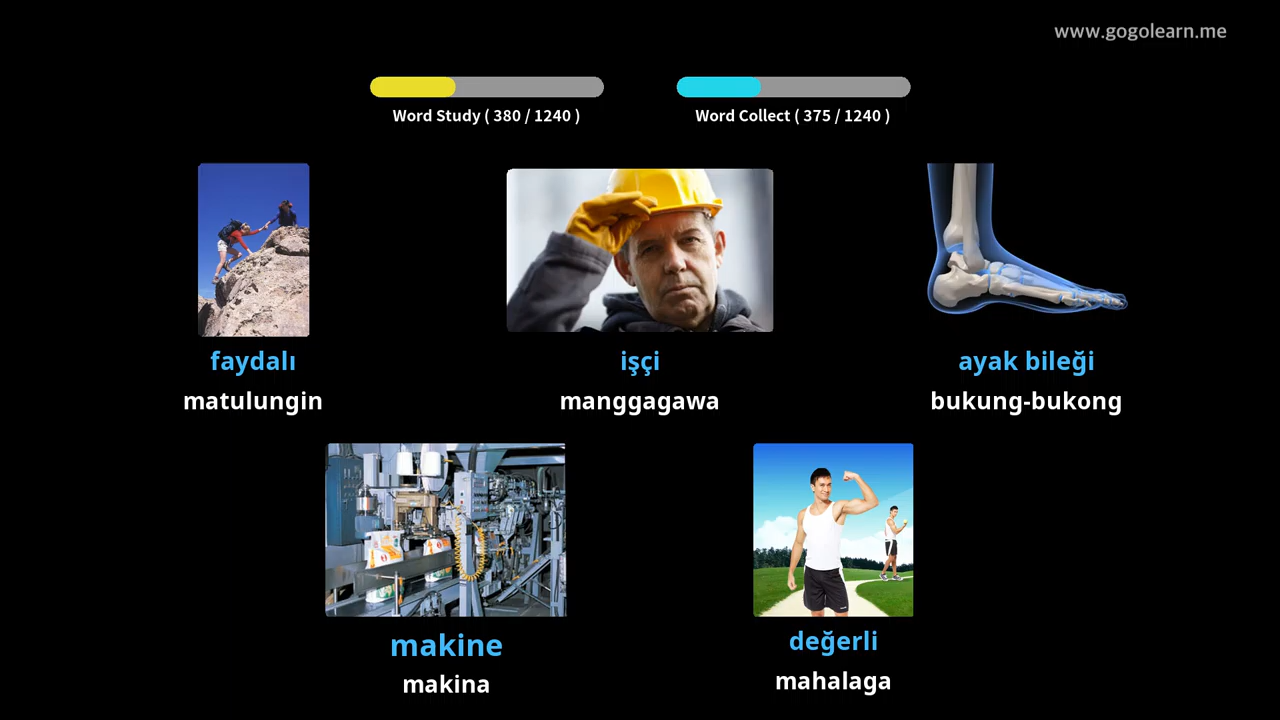 www.gogolearn.me
Word Study ( 380 / 1240 )
Word Collect ( 375 / 1240 )
faydalı
matulungin
işçi
manggagawa
ayak bileği
bukung-bukong
makine
makina
değerli
mahalaga